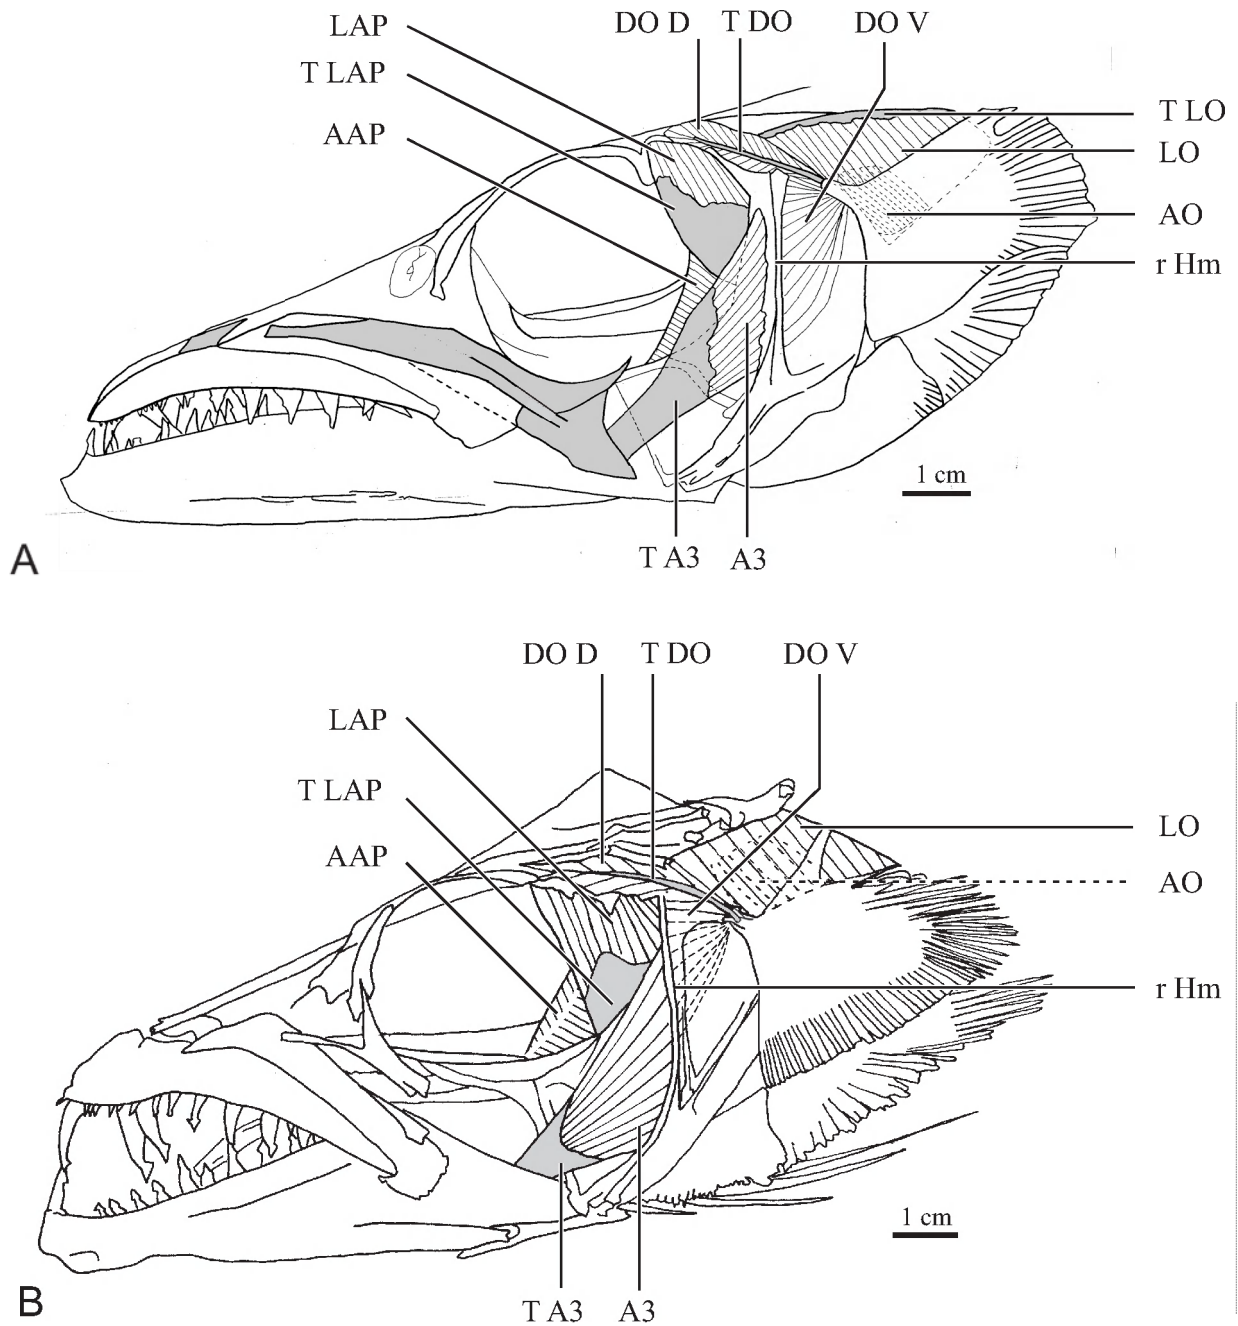 LAP
DO D
T DO
DO V
T LAP
AAP
T LO
LO
AO
r Hm
1 cm
T A3
A3
A
DO D
T DO
DO V
LAP
T LAP
AAP
LO
AO
r Hm
1 cm
T A3
A3
B